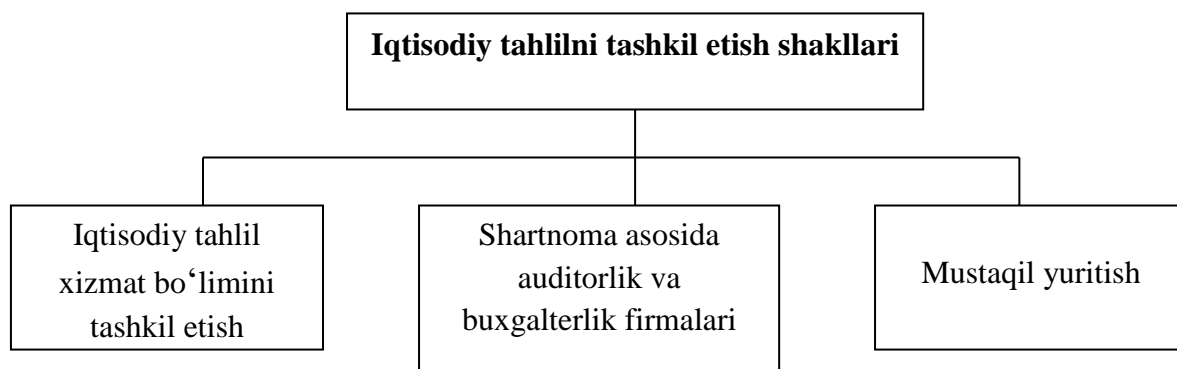 Iqtisodiy tahlilni tashkil etish shakllari
Iqtisodiy tahlil
xizmat bo‘limini
tashkil etish
Shartnoma asosida
auditorlik va
buxgalterlik firmalari
Mustaqil yuritish